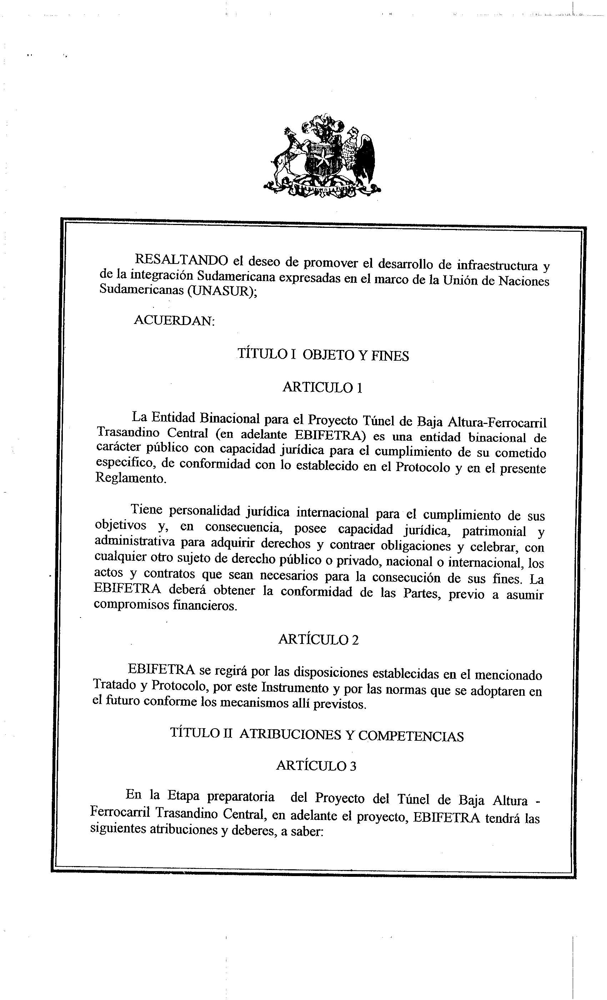 RESALTANDO el deseo de promover el desarrollo de infraestructura y
de la integración Sudamericana expresadas en el marco de la Unión de Naciones
Sudamericanas (UNASUR);
ACUERDAN:
TÍTULO I OBJETO Y FINES
ARTICULO 1
La Entidad Binacional para el Proyecto Túnel de Baja Altura-Ferrocarril
Trasandino Central (en adelante EBIFETRA) es una entidad binacional de
carácter público con capacidad jurídica para el cumplimiento de su cometido
especifico, de conformidad con lo establecido en el Protocolo y en el presente
Reglamento.
Tiene personalidad jurídica internacional para el cumplimiento de sus
objetivos y, en consecuencia, posee capacidad jurídica, patrimonial y
administrativa para adquirir derechos y contraer obligaciones y celebrar, con
cualquier otro sujeto de derecho público o privado, nacional o internacional, los
actos y contratos que sean necesarios para la consecución de sus fines. La
EBIFETRA deberá obtener la conformidad de las Partes, previo a asumir
compromisos financieros.
ARTÍCULO 2
EBIFETRA se regirá por las disposiciones establecidas en el mencionado
Tratado y Protocolo, por este Instrumento y por las normas que se adoptaren en
el futuro conforme los mecanismos allí previstos.
TÍTULO II ATRIBUCIONES Y COMPETENCIAS
ARTÍCULO 3
En la Etapa preparatoria del Proyecto del Túnel de Baja Altura -
Ferrocarril Trasandino Central, en adelante el proyecto, EBIFETRA tendrá las
siguientes atribuciones y deberes, a saber: